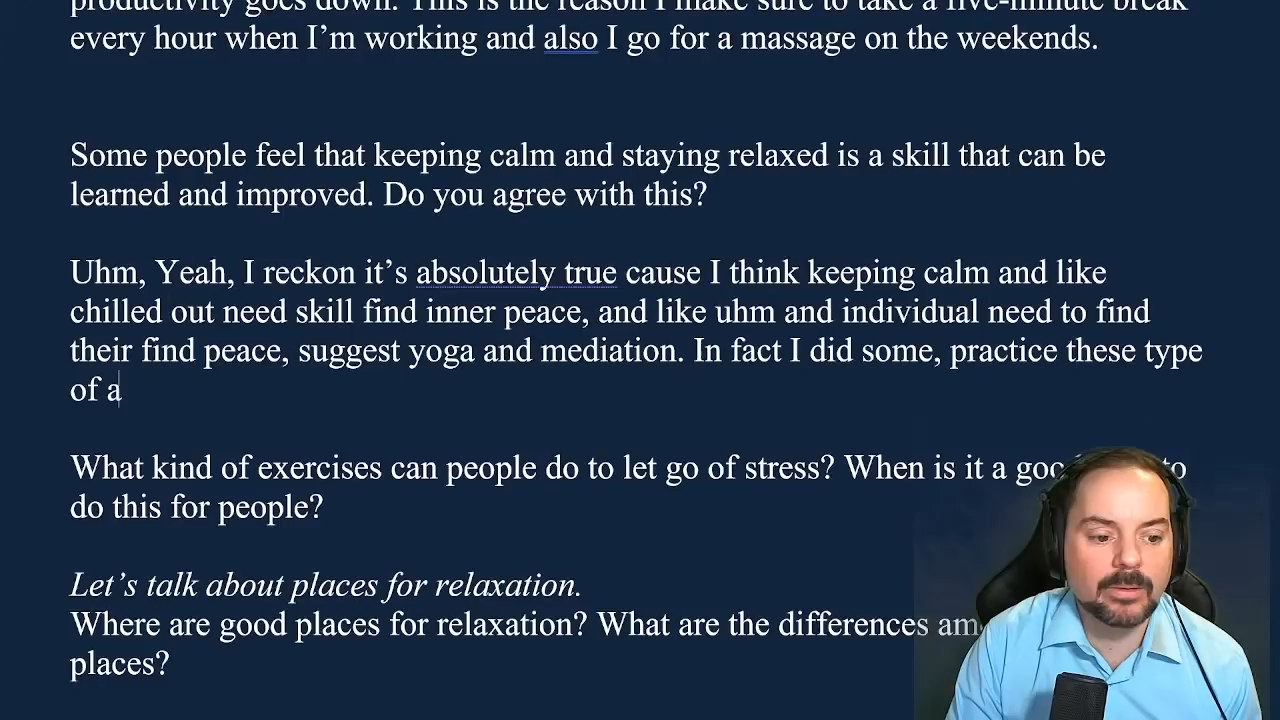 productivity goes down. This is the reason I make sure to take a five-minute break
every hour when I’m working and also I go for a massage on the weekends.
Some people feel that keeping calm and staying relaxed is a skill that can be
learned and improved. Do you agree with this?
Uhm, Yeah, I reckon it’s absolutely true cause I think keeping calm and like
chilled out need skill find inner peace, and like uhm and individual need to find
their find peace, suggest yoga and mediation. In fact I did some, practice these type
of a
What kind of exercises can people do to let go of stress? When is it a to
do this for people?
Let’s talk about places for relaxation.
Where are good places for relaxation? What are the differences
places?